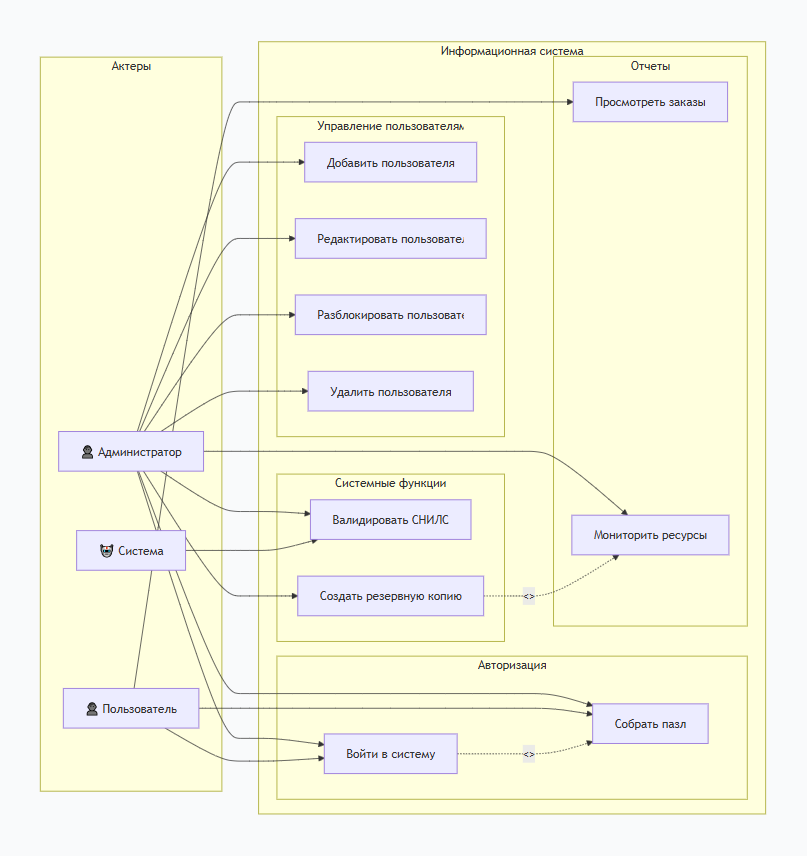 Информационная система
Актеры
Отчеты
Просмотреть заказы
Управление пользователям
Добавить пользователя
Редактировать пользовател
Разблокировать пользоват
Удалить пользователя
Администратор
Системные функции
Валидировать СНИЛС
Мониторить ресурсы
Система
Создать резервную копию
<>
Авторизация
Пользователь
Собрать пазл
Войти в систему
<>